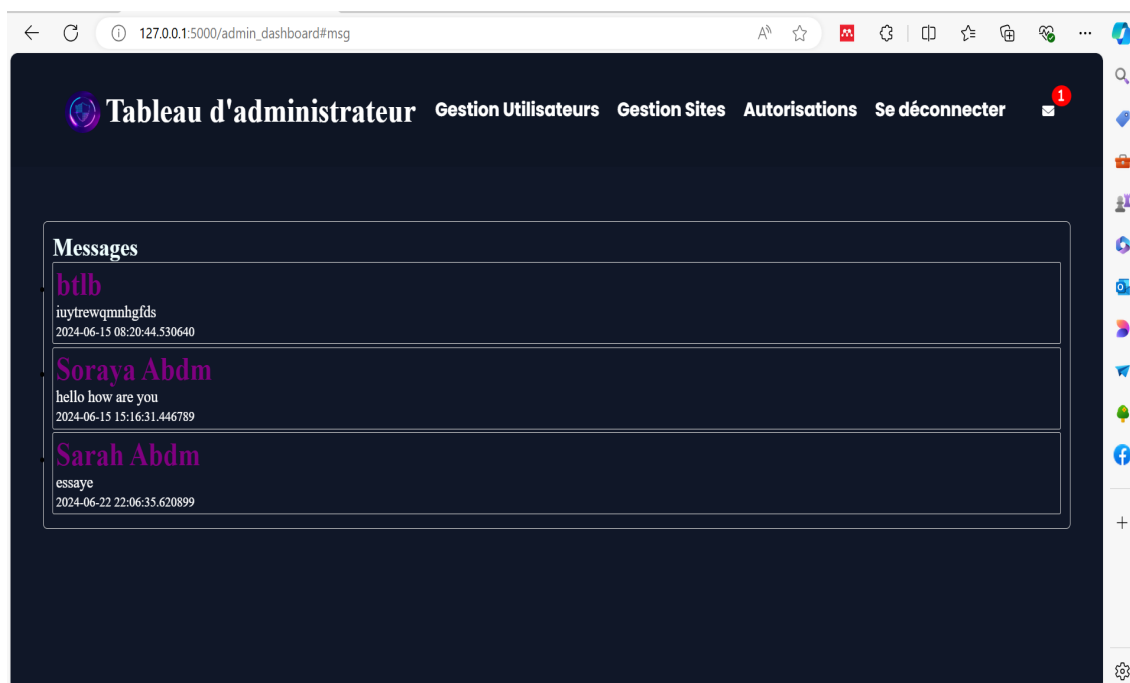 127.0.0.1:5000/admin_dashboard#msg
Tableau d'administrateur Gestion Utilisateurs Gestion Sites Autorisations Se déconnecter 1
Messages
btlb
iuytrewqmnhgfds
2024-06-15 08:20:44.530640
Soraya Abdm
hello how are you
2024-06-15 15:16:31.446789
Sarah Abdm
essaye
2024-06-22 22:06:35.620899